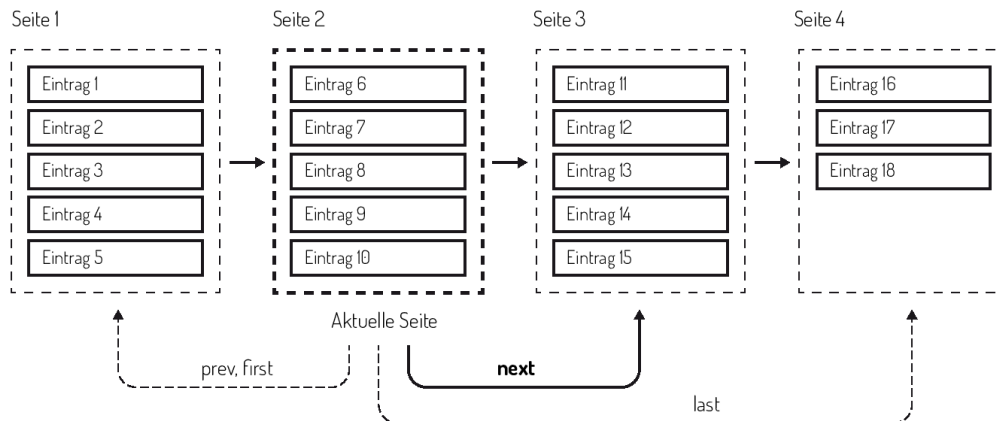 Seite 1
Eintrag 1
Eintrag 2
Eintrag 3
Eintrag 4
Eintrag 5
Seite 2
Eintrag 6
Eintrag 7
Eintrag 8
Eintrag 9
Eintrag 10
Aktuelle Seite
Seite 3
Eintrag 11
Eintrag 12
Eintrag 13
Eintrag 14
Eintrag 15
Seite 4
Eintrag 16
Eintrag 17
Eintrag 18
prev, first
next
last